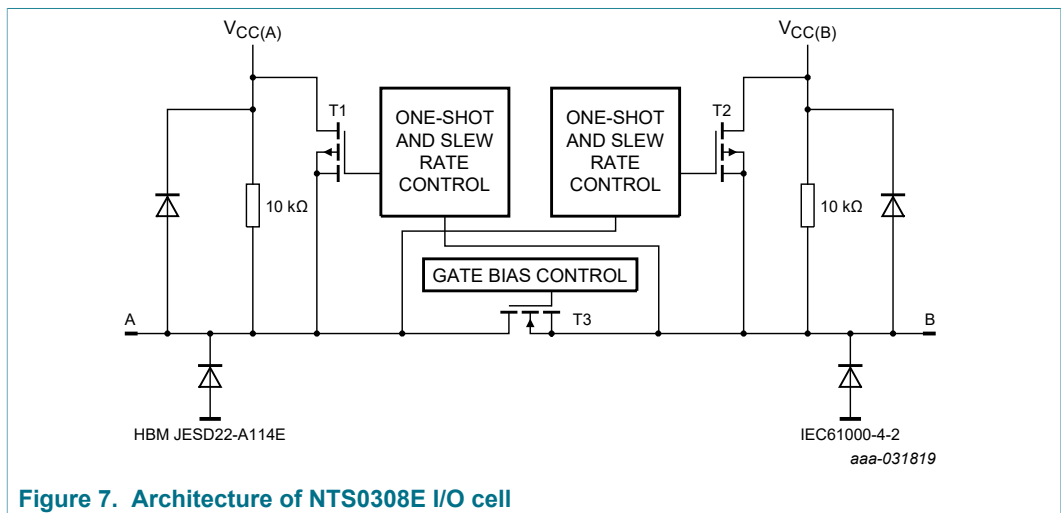 VCC(A)
VCC(B)
T1
ONE-SHOT
AND SLEW
RATE
CONTROL
ONE-SHOT
AND SLEW
RATE
CONTROL
T2
10 kΩ
10 kΩ
GATE BIAS CONTROL
A
T3
B
HBM JESD22-A114E
IEC61000-4-2
aaa-031819
Figure 7. Architecture of NTS0308E I/O cell